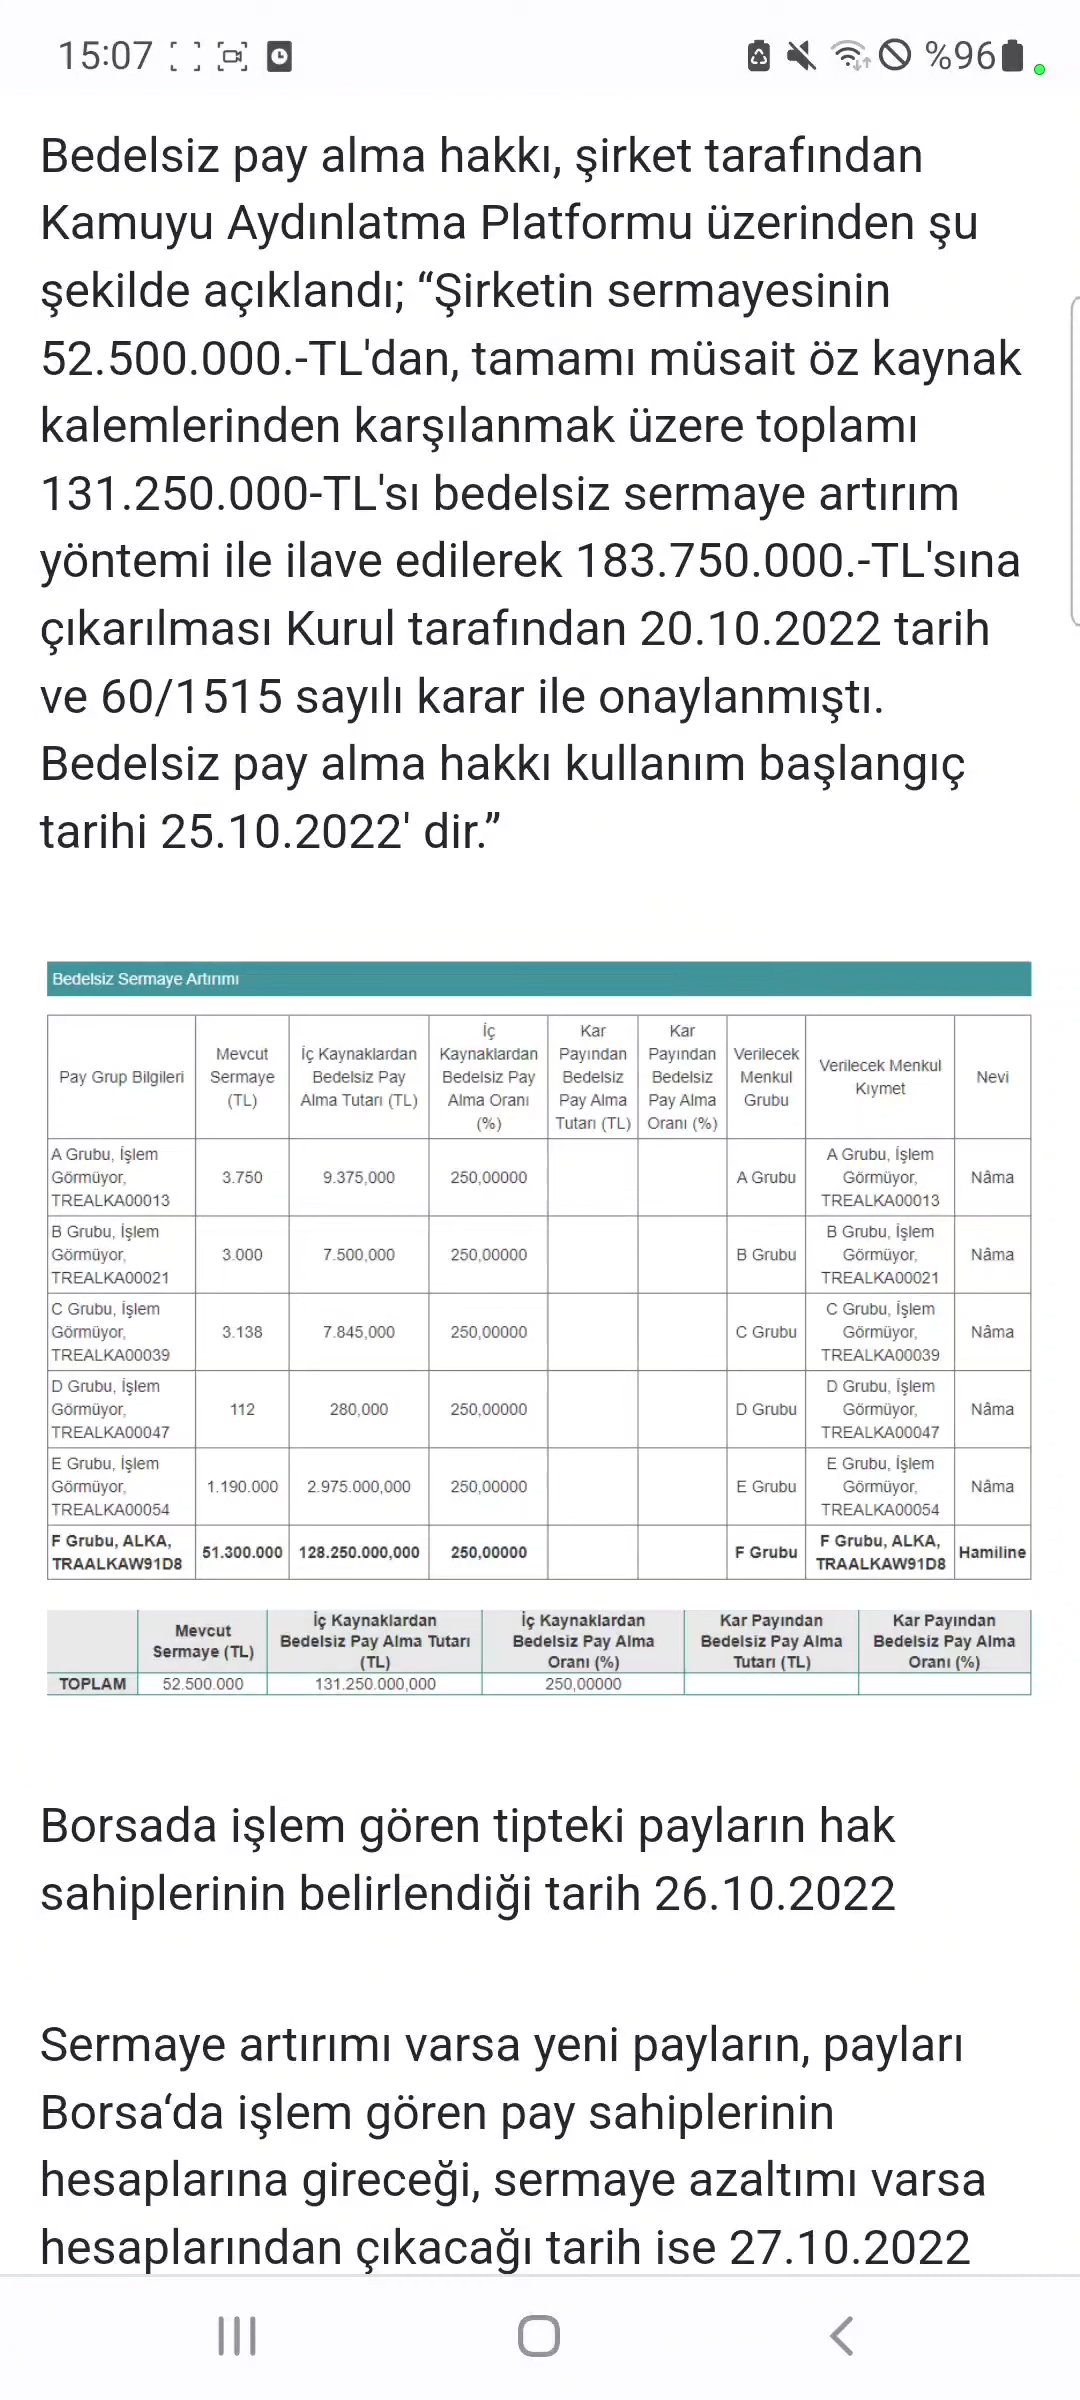 15:07
%96
Bedelsiz pay alma hakkı, şirket tarafından
Kamuyu Aydınlatma Platformu üzerinden şu
şekilde açıklandı; “Şirketin sermayesinin
52.500.000.-TL'dan, tamamı müsait öz kaynak
kalemlerinden karşılanmak üzere toplamı
131.250.000-TL'sı bedelsiz sermaye artırım
yöntemi ile ilave edilerek 183.750.000.-TL'sına
çıkarılması Kurul tarafından 20.10.2022 tarih
ve 60/1515 sayılı karar ile onaylanmıştı.
Bedelsiz pay alma hakkı kullanım başlangıç
tarihi 25.10.2022' dir.”
Bedelsiz Sermaye Artırımı
Pay Grup Bilgileri
Mevcut
Sermaye
(TL)
İç Kaynaklardan
Bedelsiz Pay
Alma Tutarı (TL)
İç
Kaynaklardan
Bedelsiz Pay
Alma Oranı
(%)
Kar
Payından
Bedelsiz
Pay Alma
Tutarı (TL)
Kar
Payından
Bedelsiz
Pay Alma
Oranı (%)
Verilecek
Menkul
Grubu
Verilecek Menkul
Kıymet
Nevi
A Grubu, İşlem
Görmüyor,
TREALKA00013
3.750
9.375,000
250,00000
A Grubu
A Grubu, İşlem
Görmüyor,
TREALKA00013
Nâma
B Grubu, İşlem
Görmüyor,
TREALKA00021
3.000
7.500,000
250,00000
B Grubu
B Grubu, İşlem
Görmüyor,
TREALKA00021
Nâma
C Grubu, İşlem
Görmüyor,
TREALKA00039
3.138
7.845,000
250,00000
C Grubu
C Grubu, İşlem
Görmüyor,
TREALKA00039
Nâma
D Grubu, İşlem
Görmüyor,
TREALKA00047
112
280,000
250,00000
D Grubu
D Grubu, İşlem
Görmüyor,
TREALKA00047
Nâma
E Grubu, İşlem
Görmüyor,
TREALKA00054
1.190.000
2.975.000,000
250,00000
E Grubu
E Grubu, İşlem
Görmüyor,
TREALKA00054
Nâma
F Grubu, ALKA,
TRAALKAW91D8
51.300.000
128.250.000,000
250,00000
F Grubu
F Grubu, ALKA,
TRAALKAW91D8
Hamiline
Mevcut
Sermaye (TL)
İç Kaynaklardan
Bedelsiz Pay Alma Tutarı
(TL)
İç Kaynaklardan
Bedelsiz Pay Alma
Oranı (%)
Kar Payından
Bedelsiz Pay Alma
Tutarı (TL)
Kar Payından
Bedelsiz Pay Alma
Oranı (%)
TOPLAM
52.500.000
131.250.000,000
250,00000
Borsada işlem gören tipteki payların hak
sahiplerinin belirlendiği tarih 26.10.2022
Sermaye artırımı varsa yeni payların, payları
Borsa‘da işlem gören pay sahiplerinin
hesaplarına gireceği, sermaye azaltımı varsa
hesaplarından çıkacağı tarih ise 27.10.2022